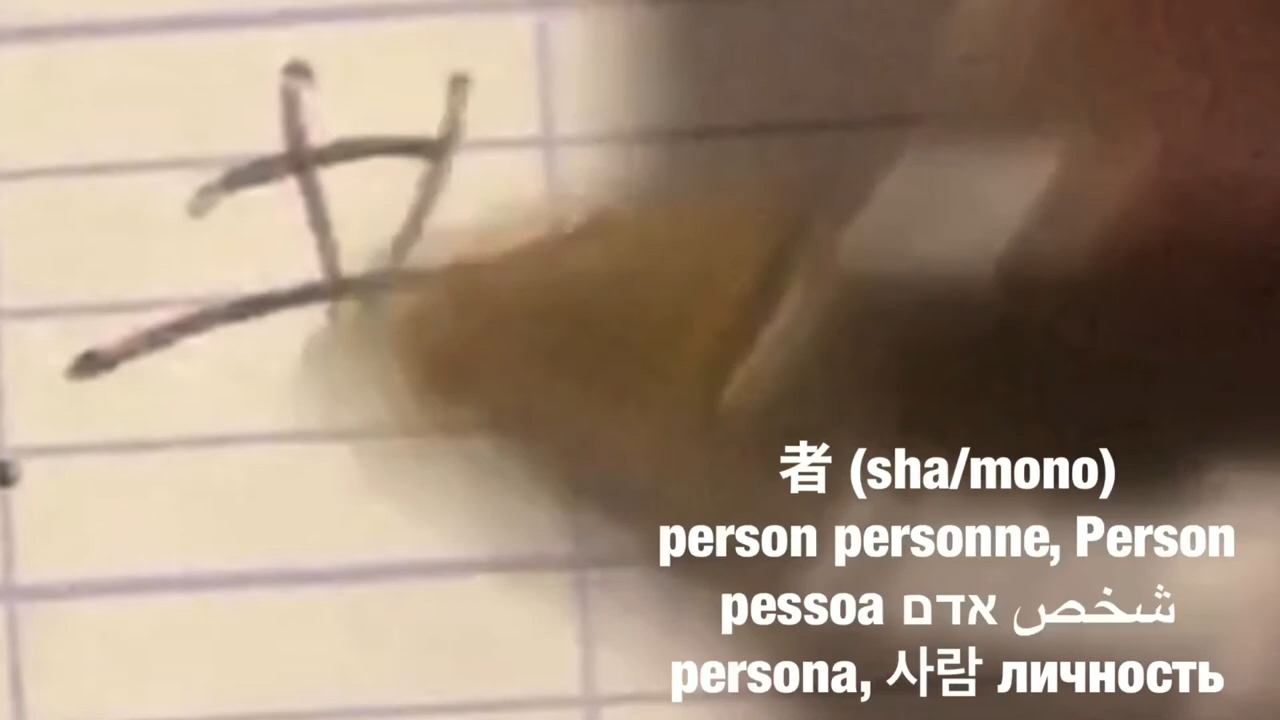 者 (sha/mono)
person personne, Person
pessoa شخص אדם
persona, 사람 личность